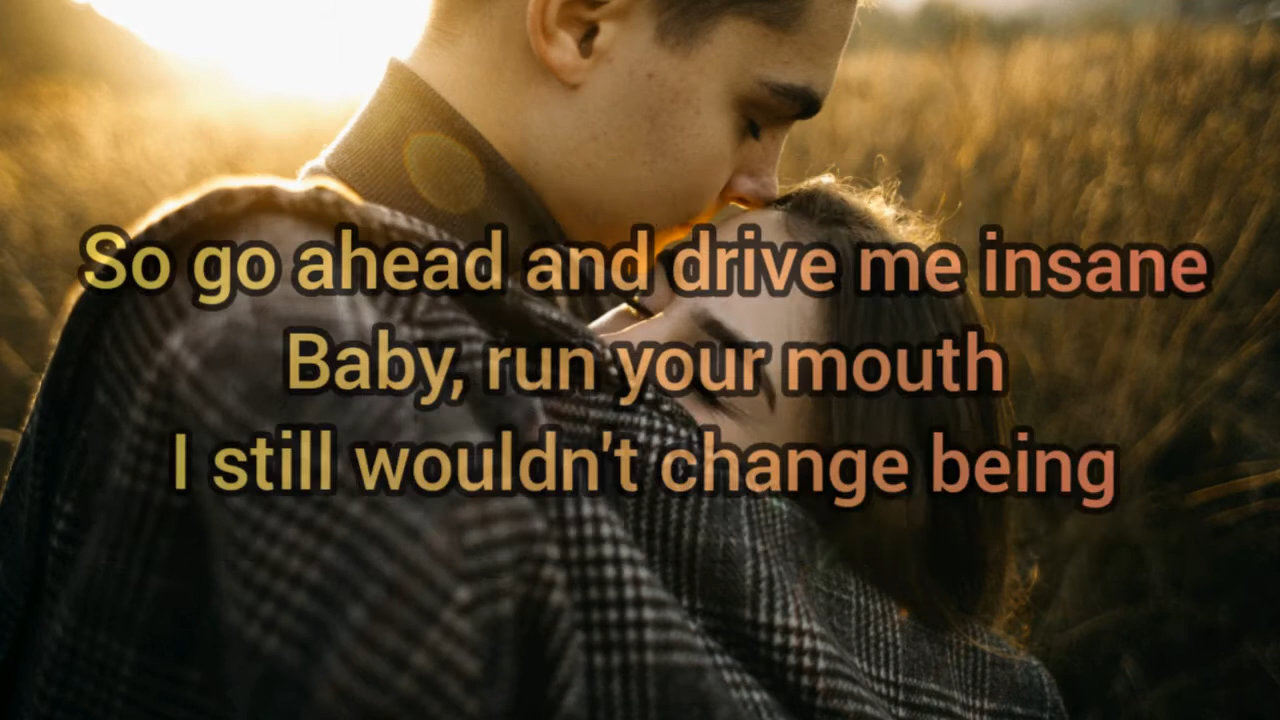 So go ahead and drive me insane
Baby, run your mouth
I still wouldn't change being